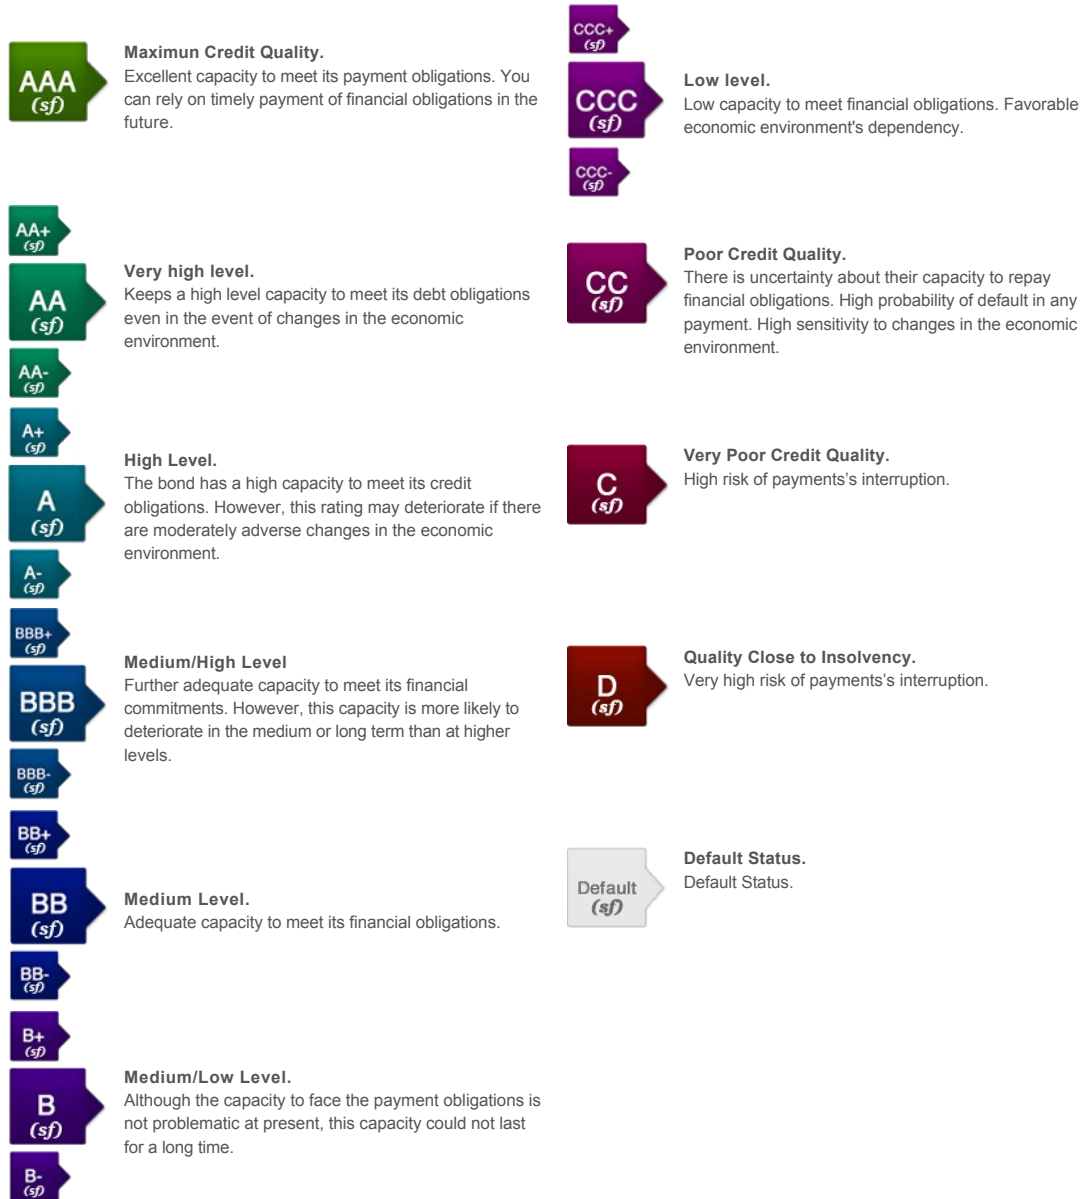 AAA
(sf)
Maximun Credit Quality.
Excellent capacity to meet its payment obligations. You
can rely on timely payment of financial obligations in the
future.
AA+
(sf)
AA
(sf)
Very high level.
Keeps a high level capacity to meet its debt obligations
even in the event of changes in the economic
environment.
AA-
(sf)
A+
(sf)
A
(sf)
High Level.
The bond has a high capacity to meet its credit
obligations. However, this rating may deteriorate if there
are moderately adverse changes in the economic
environment.
A-
(sf)
BBB+
(sf)
BBB
(sf)
Medium/High Level
Further adequate capacity to meet its financial
commitments. However, this capacity is more likely to
deteriorate in the medium or long term than at higher
levels.
BBB-
(sf)
BB+
(sf)
BB
(sf)
Medium Level.
Adequate capacity to meet its financial obligations.
BB-
(sf)
B+
(sf)
B
(sf)
Medium/Low Level.
Although the capacity to face the payment obligations is
not problematic at present, this capacity could not last
for a long time.
B-
(sf)
CCC+
(sf)
CCC
(sf)
Low level.
Low capacity to meet financial obligations. Favorable
economic environment's dependency.
CCC-
(sf)
CC
(sf)
Poor Credit Quality.
There is uncertainty about their capacity to repay
financial obligations. High probability of default in any
payment. High sensitivity to changes in the economic
environment.
C
(sf)
Very Poor Credit Quality.
High risk of payments's interruption.
D
(sf)
Quality Close to Insolvency.
Very high risk of payments's interruption.
Default
(sf)
Default Status.
Default Status.